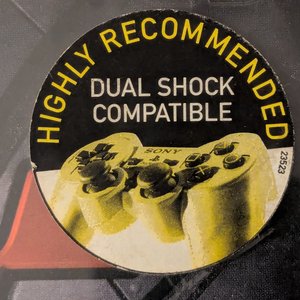 HIGHLY RECOMMENDED
DUAL SHOCK
COMPATIBLE
SONY
23523